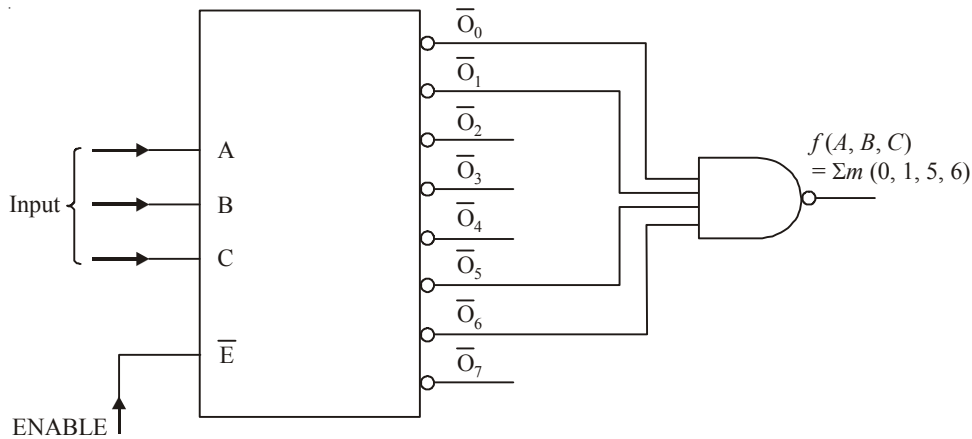 O̅₀
O̅₁
O̅₂
A
O̅₃
f (A, B, C)
= Σm (0, 1, 5, 6)
Input
B
O̅₄
C
O̅₅
O̅₆
E̅
O̅₇
ENABLE